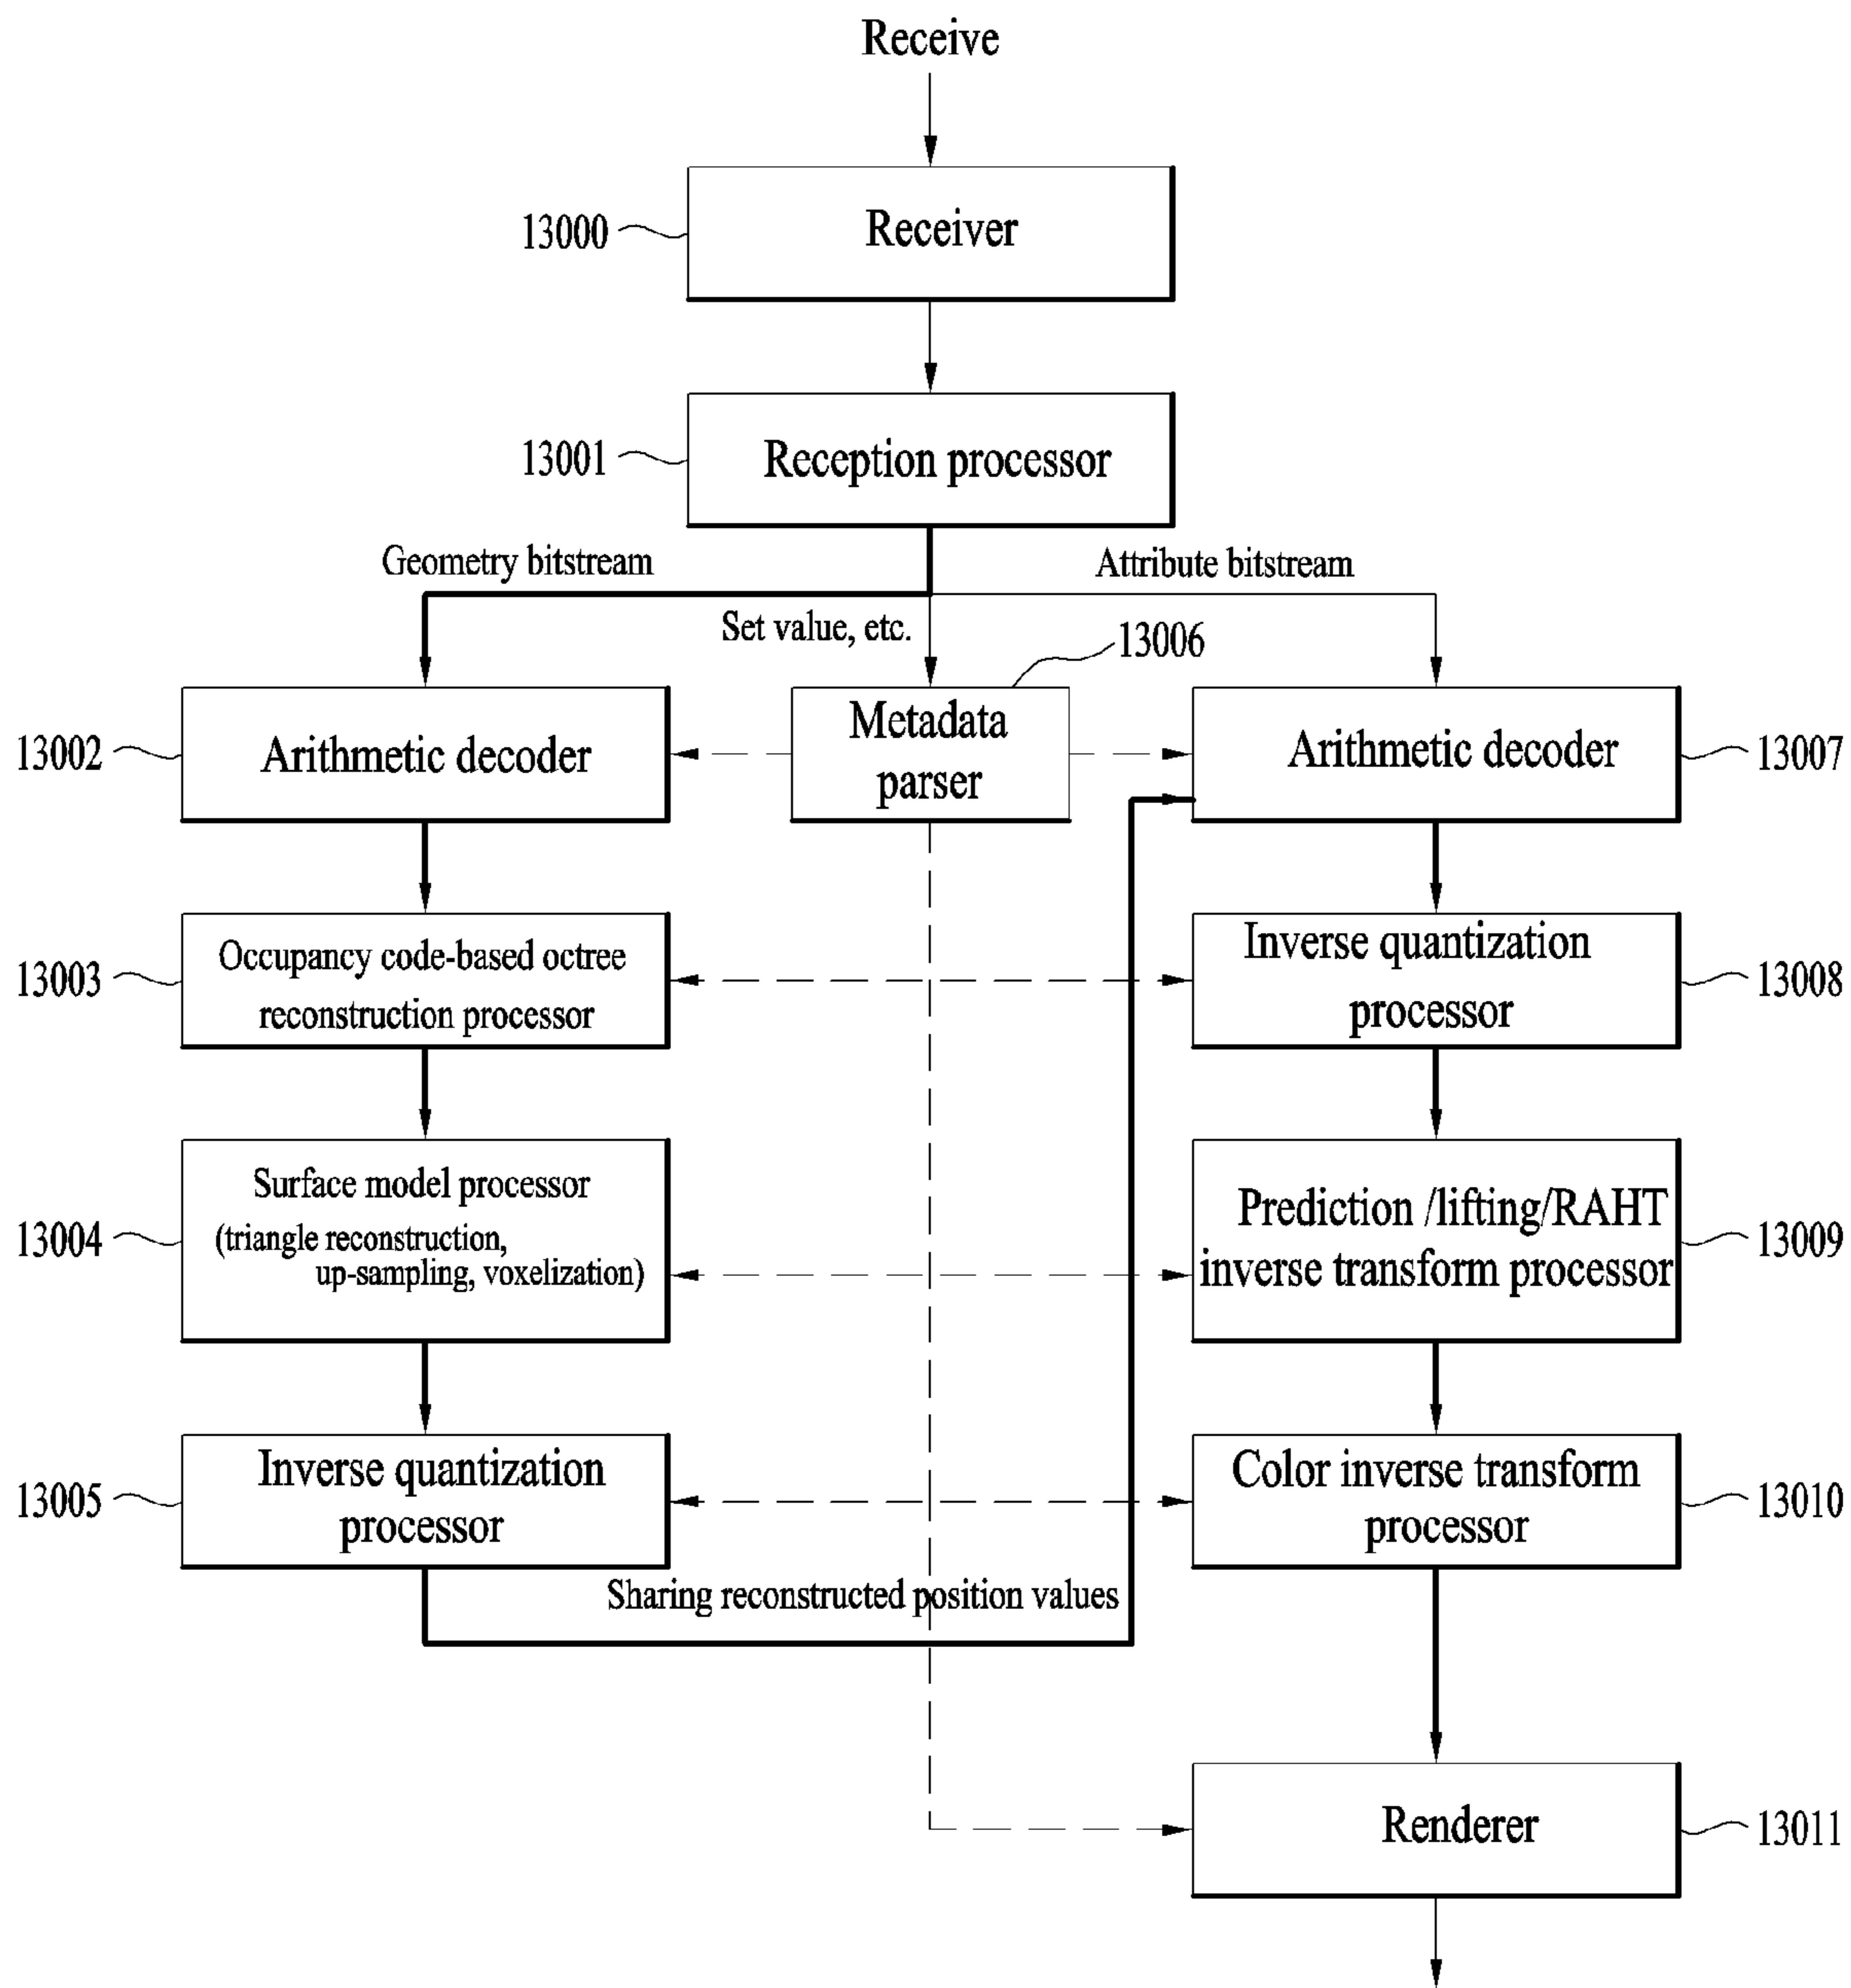 Receive
13000
Receiver
13001
Reception processor
Geometry bitstream
Attribute bitstream
Set value, etc.
13006
13002
Arithmetic decoder
Metadata
parser
Arithmetic decoder
13007
13003
Occupancy code-based octree
reconstruction processor
Inverse quantization
processor
13008
13004
Surface model processor
(triangle reconstruction,
up-sampling, voxelization)
Prediction /lifting/RAHT
inverse transform processor
13009
13005
Inverse quantization
processor
Color inverse transform
processor
13010
Sharing reconstructed position values
Renderer
13011